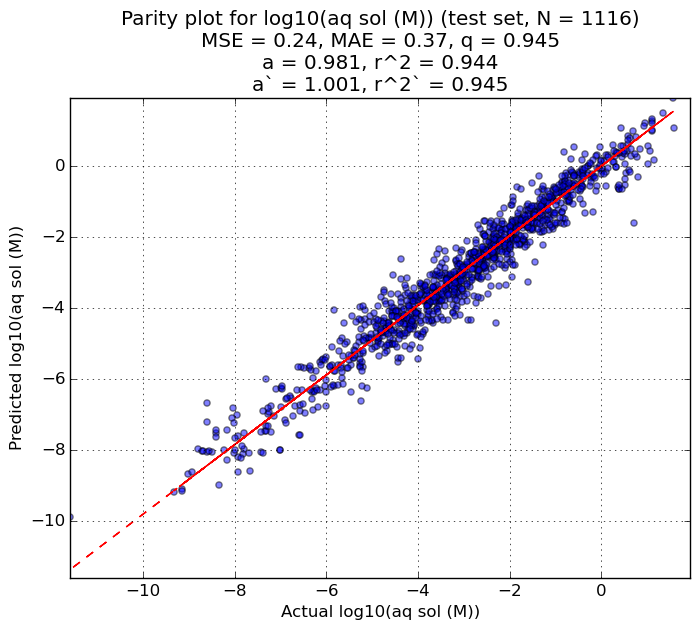 Parity plot for log10(aq sol (M)) (test set, N = 1116)
MSE = 0.24, MAE = 0.37, q = 0.945
a = 0.981, r^2 = 0.944
a` = 1.001, r^2` = 0.945
Predicted log10(aq sol (M))
0
−2
−4
−6
−8
−10
−10 −8 −6 −4 −2 0
Actual log10(aq sol (M))